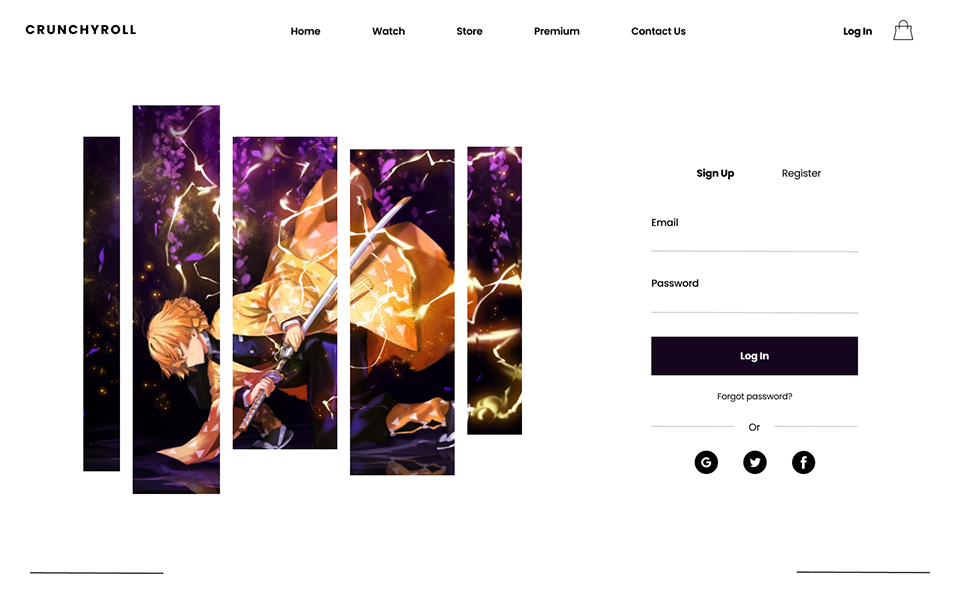 CRUNCHYROLL Home Watch Store Premium Contact Us Log In
Sign Up Register
Email
Password
Log In
Forgot password?
Or